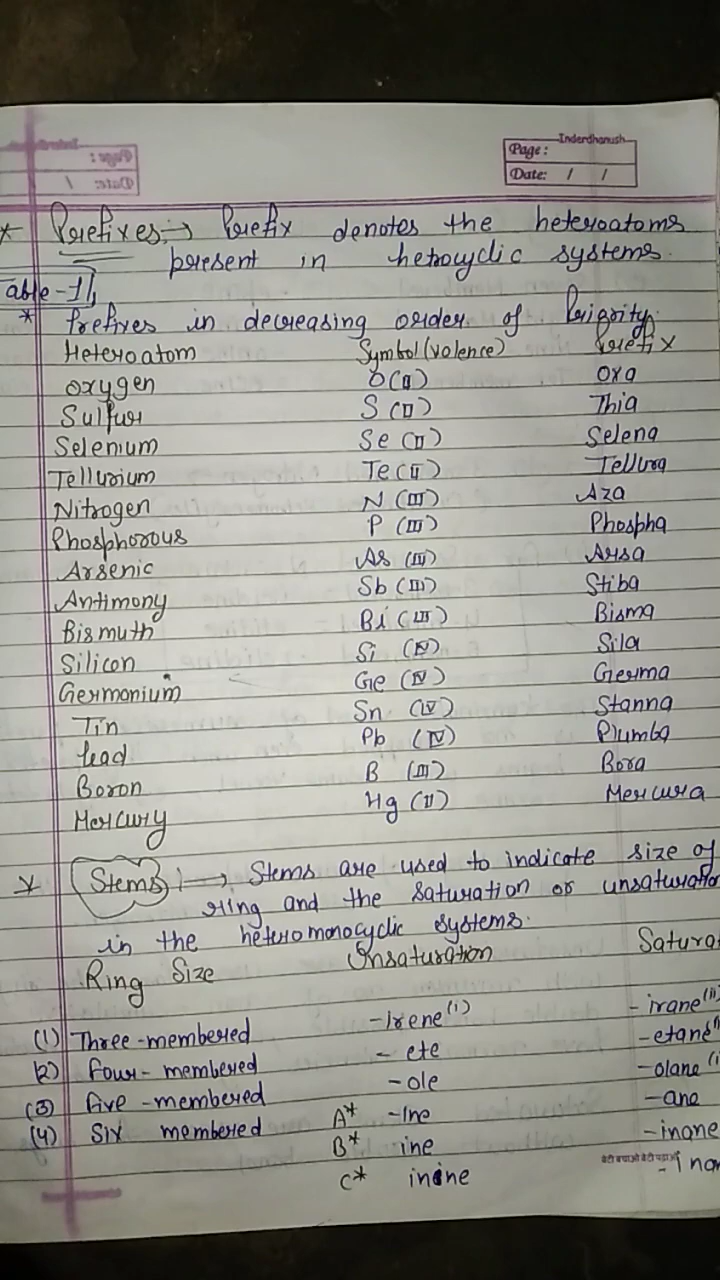 Inderdhanush
Page :
Date: / /
* Prefixes :→ Prefix denotes the heteroatoms
present in hetrocyclic systems.
able-1//
* Prefixes in decreasing order of Priority.
Heteroatom Symbol (valence) Prefix
Oxygen O (II) Oxa
Sulfur S (II) Thia
Selenium Se (II) Selena
Tellurium Te (II) Tellura
Nitrogen N (III) Aza
Phosphorous P (III) Phospha
Arsenic As (III) Arsa
Antimony Sb (III) Stiba
Bismuth Bi (III) Bisma
Silicon Si (IV) Sila
Germonium Ge (IV) Germa
Tin Sn (IV) Stanna
lead Pb (IV) Plumba
Boron B (III) Bora
Mercury Hg (II) Mercura
* Stems :→ Stems are used to indicate size of
ring and the saturation or unsaturation
in the heteromonocyclic systems.
Ring Size Unsaturation Satura
(1) Three-membered -Irene(i) - irane(ii
(2) four- membered - ete -etane(i
(3) five -membered -ole -olane (i
(4) Six membered A* -Ine -ane
B* ine -inane
C* inine - inan
बेटी बचाओ बेटी पढ़ाओ